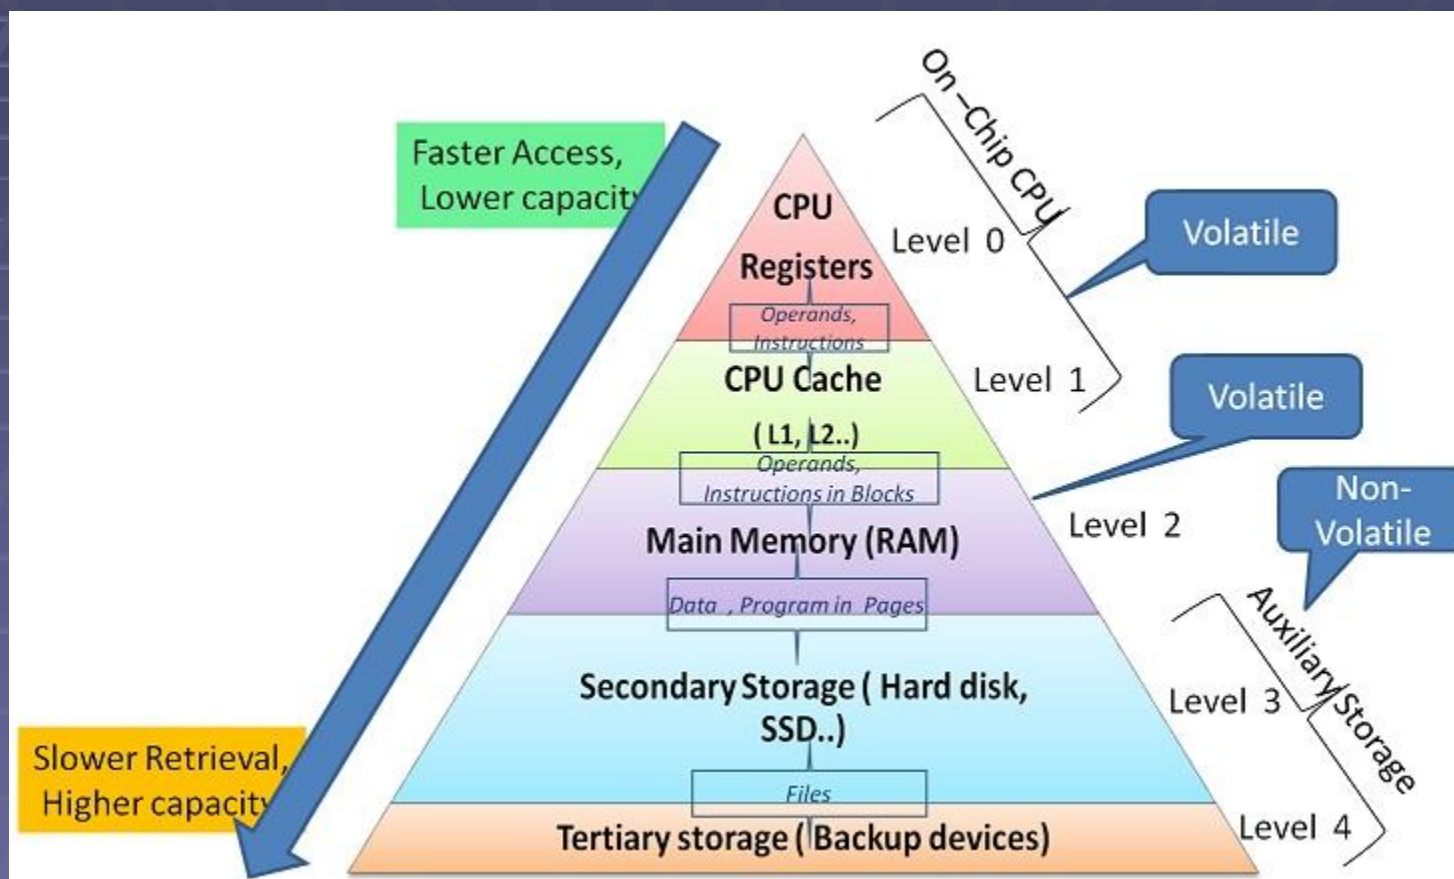 On –Chip CPU
Faster Access,
Lower capacity
CPU
Registers
Level 0
Volatile
Operands,
Instructions
CPU Cache
( L1, L2..)
Level 1
Volatile
Operands,
Instructions in Blocks
Main Memory (RAM)
Level 2
Non-
Volatile
Data , Program in Pages
Auxiliary Storage
Secondary Storage ( Hard disk,
SSD..)
Level 3
Slower Retrieval,
Higher capacity
Files
Tertiary storage ( Backup devices)
Level 4